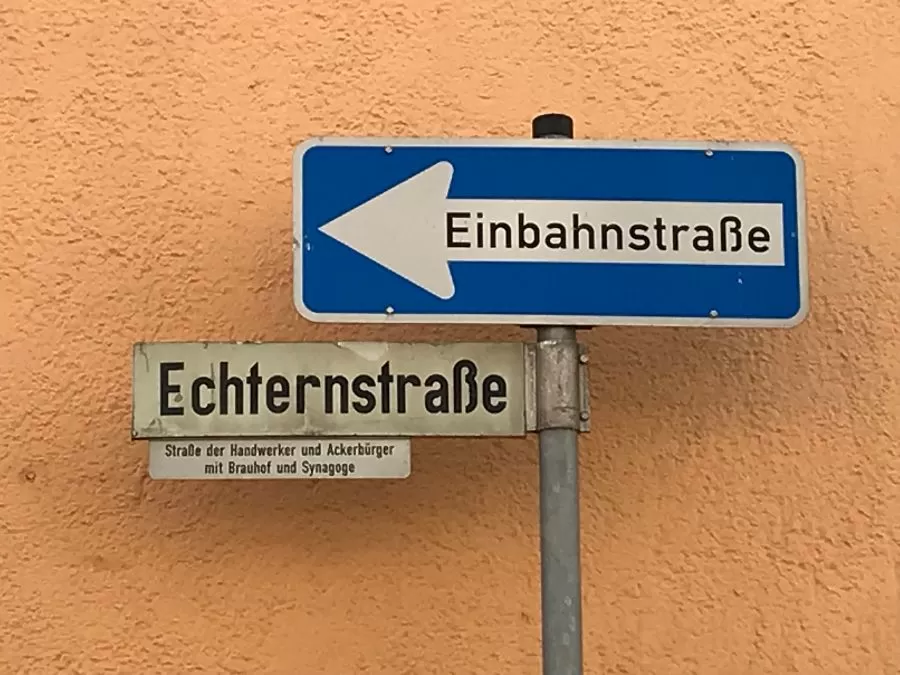 Einbahnstraße
Echternstraße
Straße der Handwerker und Ackerbürger
mit Brauhof und Synagoge